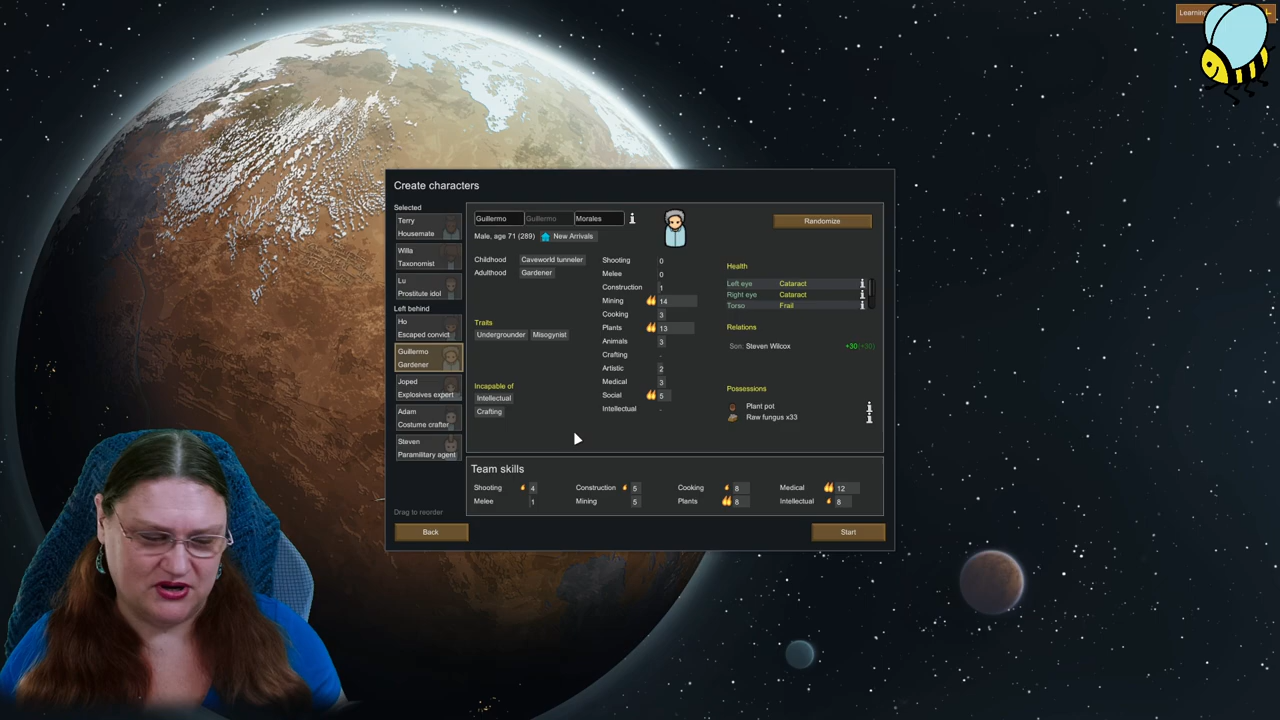 Learning
Create characters
Selected
Terry
Housemate
Willa
Taxonomist
Lu
Prostitute idol
Left behind
Ho
Escaped convict
Guillermo
Gardener
Joped
Explosives expert
Adam
Costume crafter
Steven
Paramilitary agent
Drag to reorder
Guillermo Guillermo Morales
Randomize
Male, age 71 (289) New Arrivals
Childhood Caveworld tunneler
Adulthood Gardener
Traits
Undergrounder Misogynist
Incapable of
Intellectual
Crafting
Shooting 0
Melee 0
Construction 1
Mining 14
Cooking 3
Plants 13
Animals 3
Crafting -
Artistic 2
Medical 3
Social 5
Intellectual -
Health
Left eye Cataract
Right eye Cataract
Torso Frail
Relations
Son: Steven Wilcox +30
Possessions
Plant pot
Raw fungus x33
Team skills
Shooting 4 Construction 5 Cooking 8 Medical 12
Melee 1 Mining 5 Plants 8 Intellectual 8
Back
Start